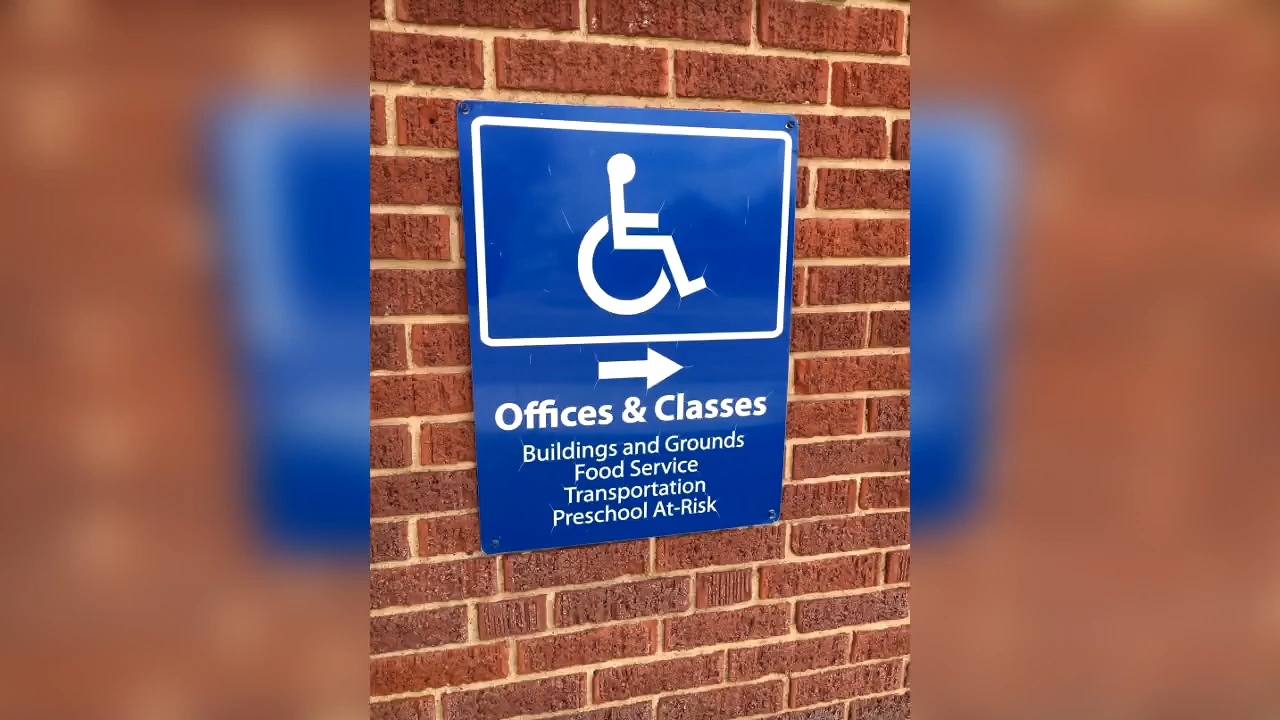 Offices & Classes
Buildings and Grounds
Food Service
Transportation
Preschool At-Risk